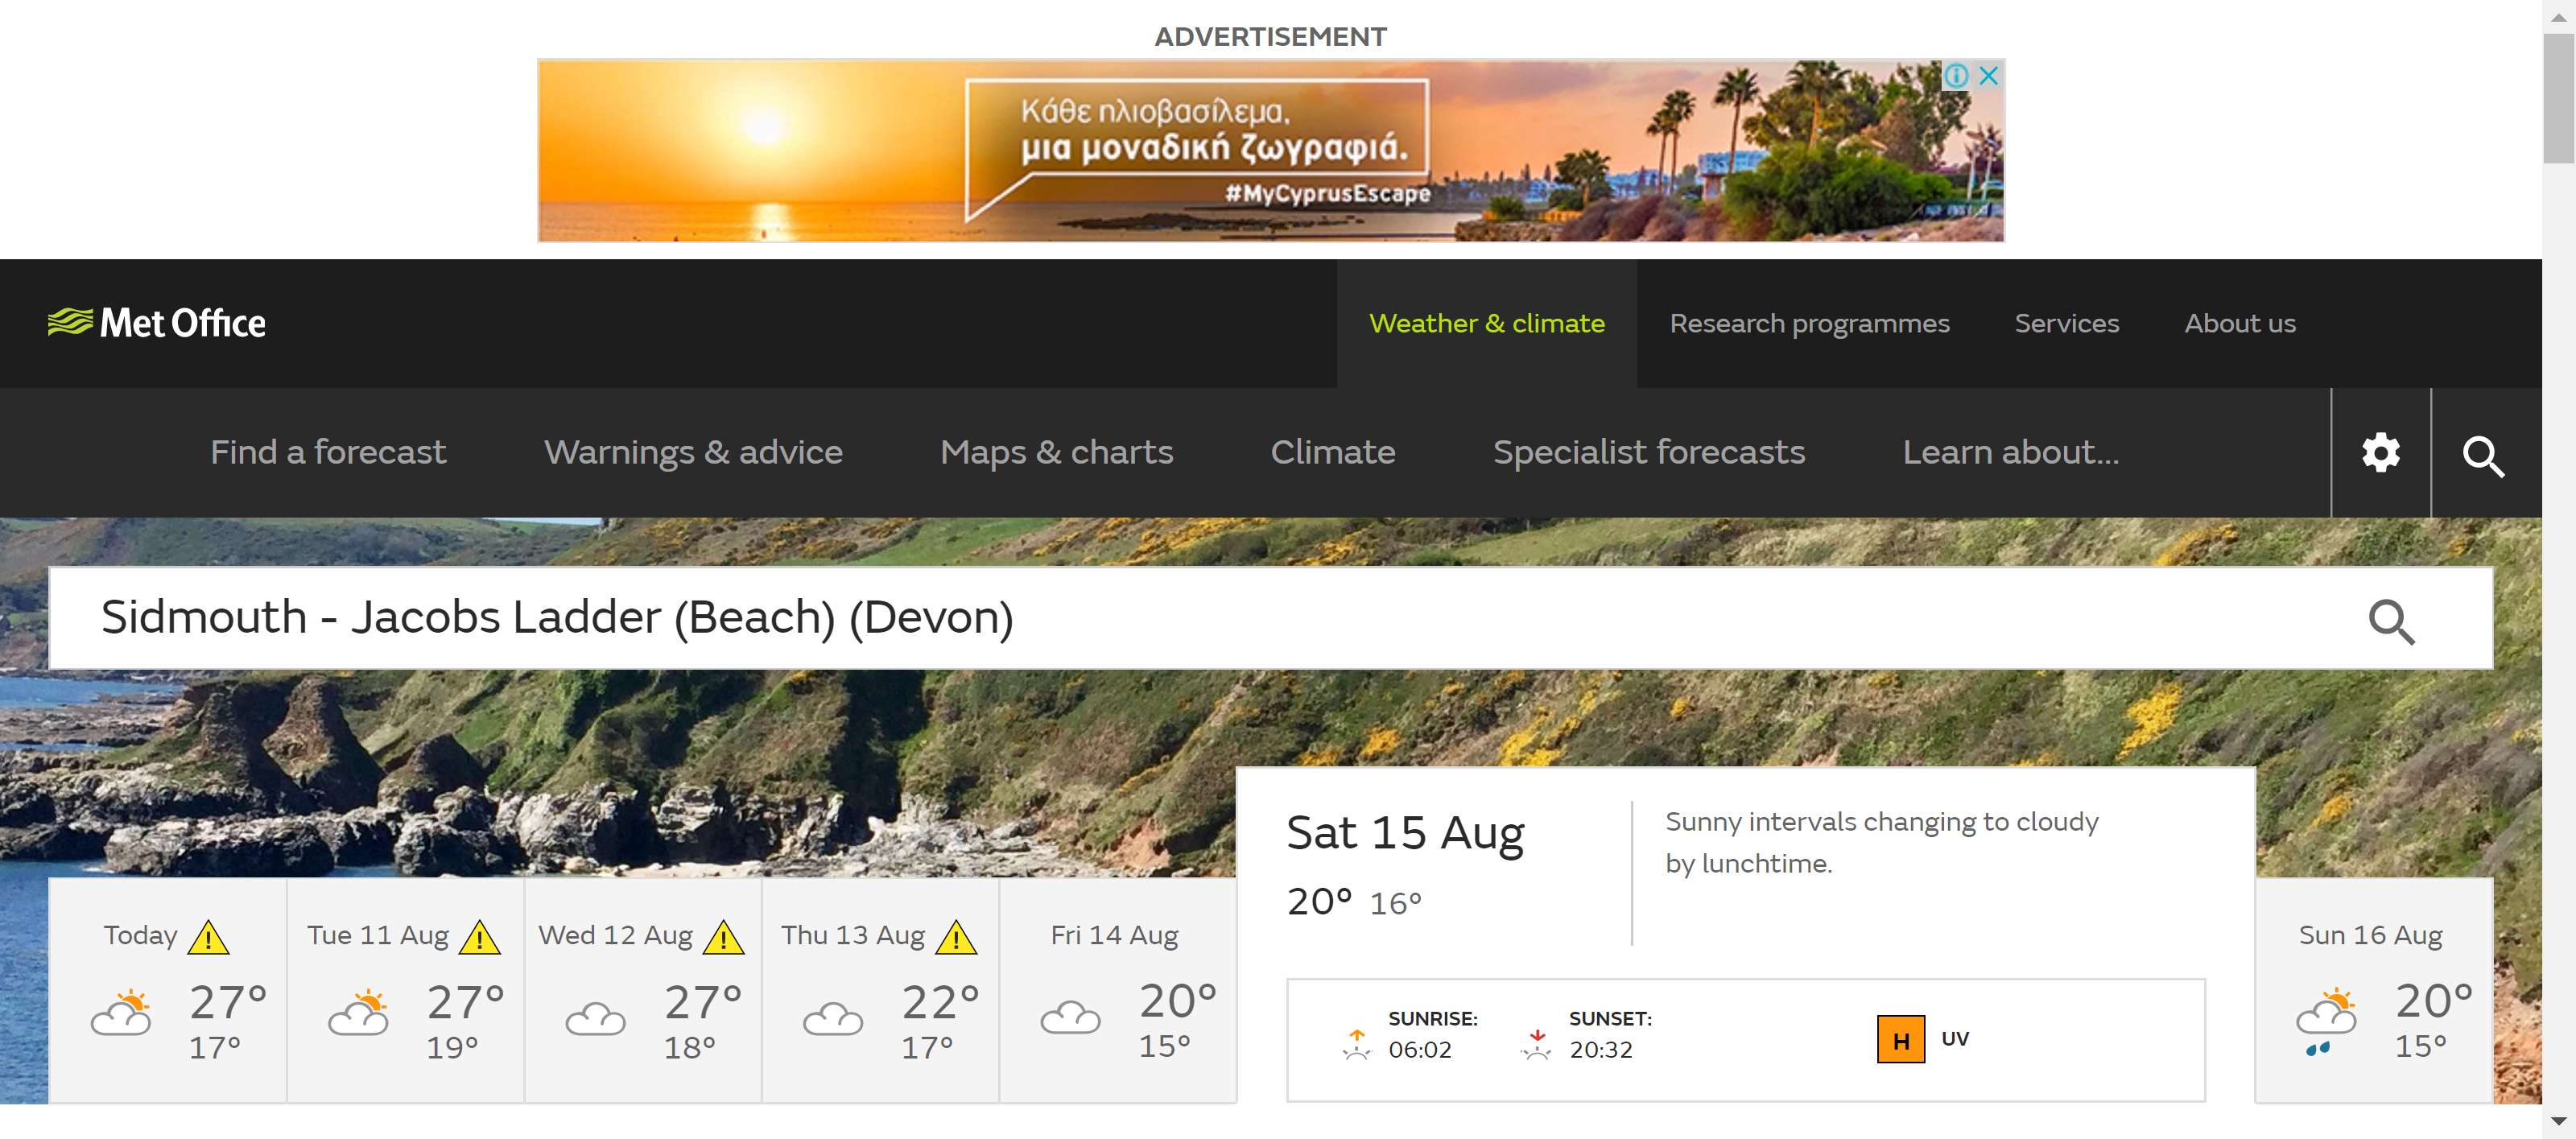 ADVERTISEMENT
Κάθε ηλιοβασίλεμα,
μια μοναδική ζωγραφιά.
#MyCyprusEscape
Met Office
Weather & climate
Research programmes
Services
About us
Find a forecast
Warnings & advice
Maps & charts
Climate
Specialist forecasts
Learn about...
Sidmouth - Jacobs Ladder (Beach) (Devon)
Today
27°
17°
Tue 11 Aug
27°
19°
Wed 12 Aug
27°
18°
Thu 13 Aug
22°
17°
Fri 14 Aug
20°
15°
Sat 15 Aug
20° 16°
Sunny intervals changing to cloudy
by lunchtime.
SUNRISE:
06:02
SUNSET:
20:32
H UV
Sun 16 Aug
20°
15°